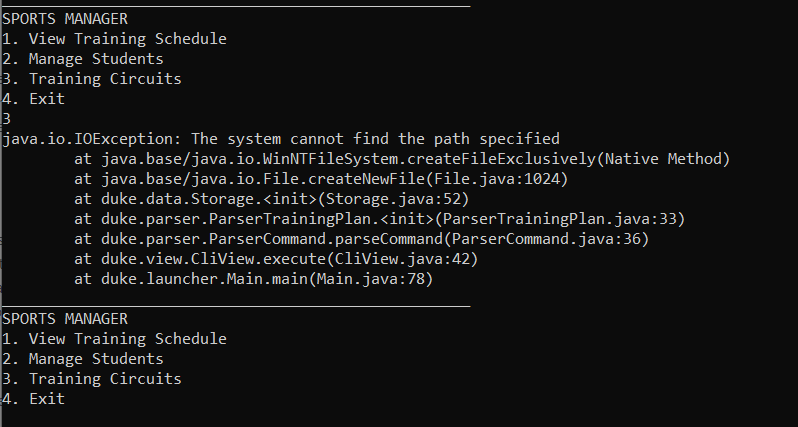 SPORTS MANAGER
1. View Training Schedule
2. Manage Students
3. Training Circuits
4. Exit
3
java.io.IOException: The system cannot find the path specified
        at java.base/java.io.WinNTFileSystem.createFileExclusively(Native Method)
        at java.base/java.io.File.createNewFile(File.java:1024)
        at duke.data.Storage.<init>(Storage.java:52)
        at duke.parser.ParserTrainingPlan.<init>(ParserTrainingPlan.java:33)
        at duke.parser.ParserCommand.parseCommand(ParserCommand.java:36)
        at duke.view.CliView.execute(CliView.java:42)
        at duke.launcher.Main.main(Main.java:78)
SPORTS MANAGER
1. View Training Schedule
2. Manage Students
3. Training Circuits
4. Exit